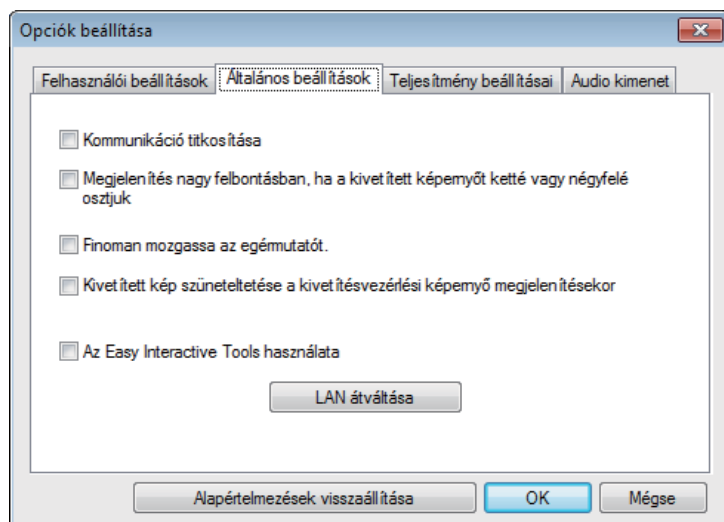 Opciók beállítása
Felhasználói beállítások
Általános beállítások
Teljesítmény beállításai
Audio kimenet
Kommunikáció titkosítása
Megjelenítés nagy felbontásban, ha a kivetített képernyőt ketté vagy négyfelé
osztjuk
Finoman mozgassa az egérmutatót.
Kivetített kép szüneteltetése a kivetítésvezérlési képernyő megjelenítésekor
Az Easy Interactive Tools használata
LAN átváltása
Alapértelmezések visszaállítása
OK
Mégse